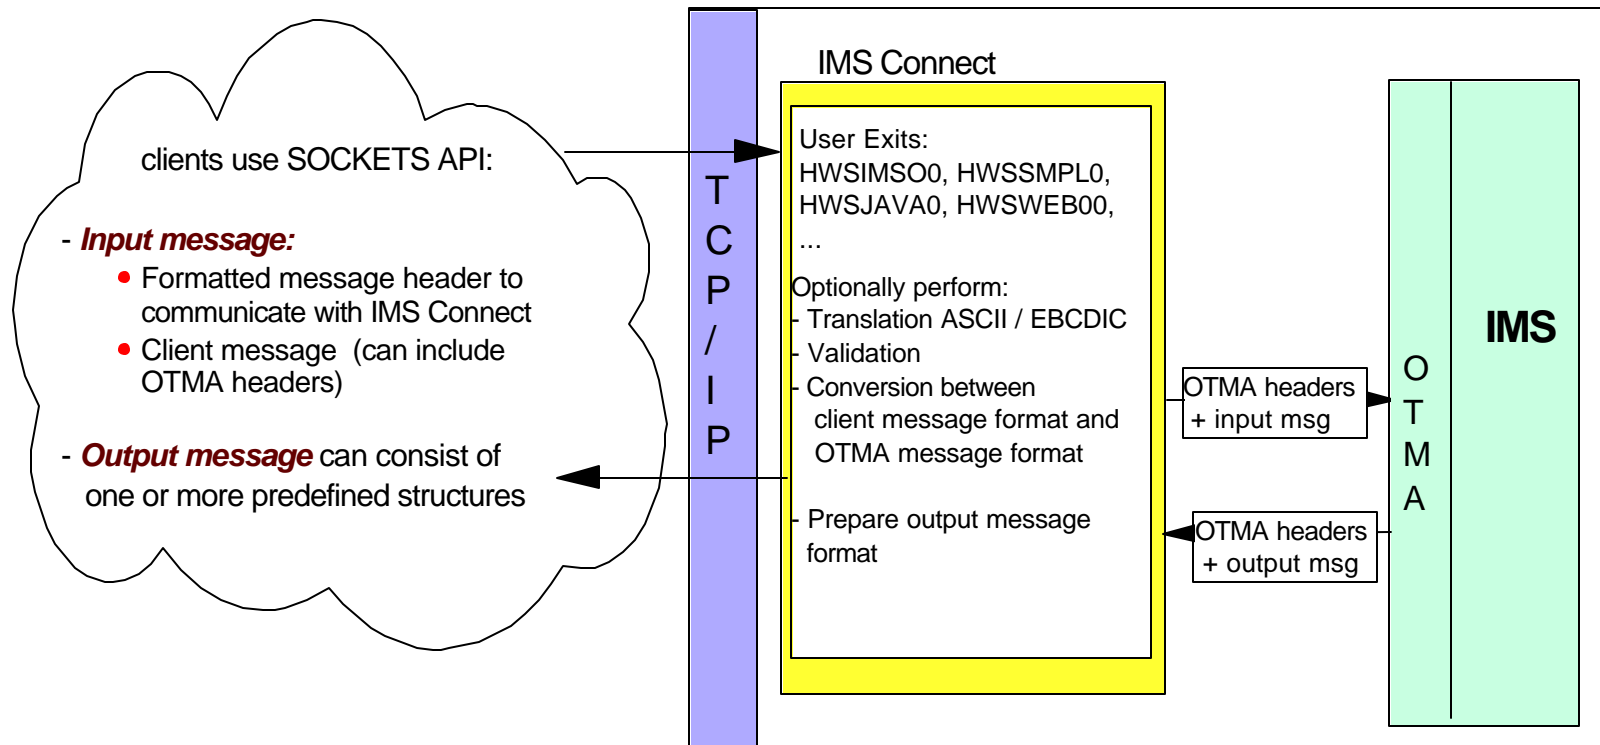 clients use SOCKETS API:
- Input message:
• Formatted message header to
communicate with IMS Connect
• Client message (can include
OTMA headers)
- Output message can consist of
one or more predefined structures
T
C
P
/
I
P
IMS Connect
User Exits:
HWSIMSO0, HWSSMPL0,
HWSJAVA0, HWSWEB00,
...
Optionally perform:
- Translation ASCII / EBCDIC
- Validation
- Conversion between
client message format and
OTMA message format
- Prepare output message
format
OTMA headers
+ input msg
OTMA headers
+ output msg
O
T
M
A
IMS